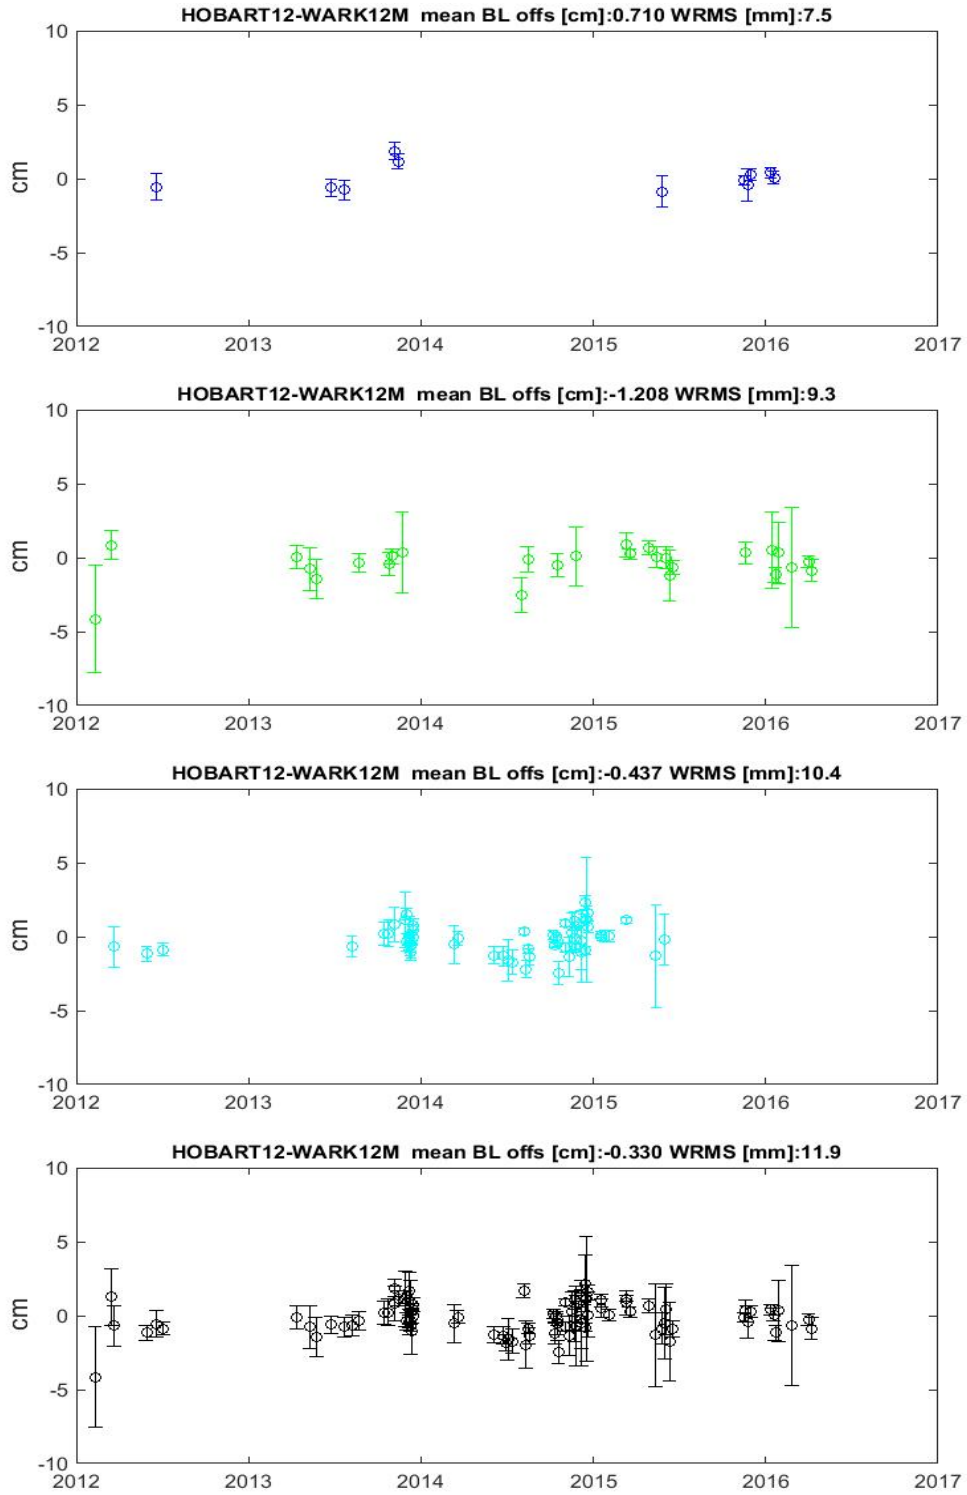 HOBART12-WARK12M mean BL offs [cm]:0.710 WRMS [mm]:7.5
10
5
0
-5
-10
cm
2012 2013 2014 2015 2016 2017
HOBART12-WARK12M mean BL offs [cm]:-1.208 WRMS [mm]:9.3
10
5
0
-5
-10
cm
2012 2013 2014 2015 2016 2017
HOBART12-WARK12M mean BL offs [cm]:-0.437 WRMS [mm]:10.4
10
5
0
-5
-10
cm
2012 2013 2014 2015 2016 2017
HOBART12-WARK12M mean BL offs [cm]:-0.330 WRMS [mm]:11.9
10
5
0
-5
-10
cm
2012 2013 2014 2015 2016 2017